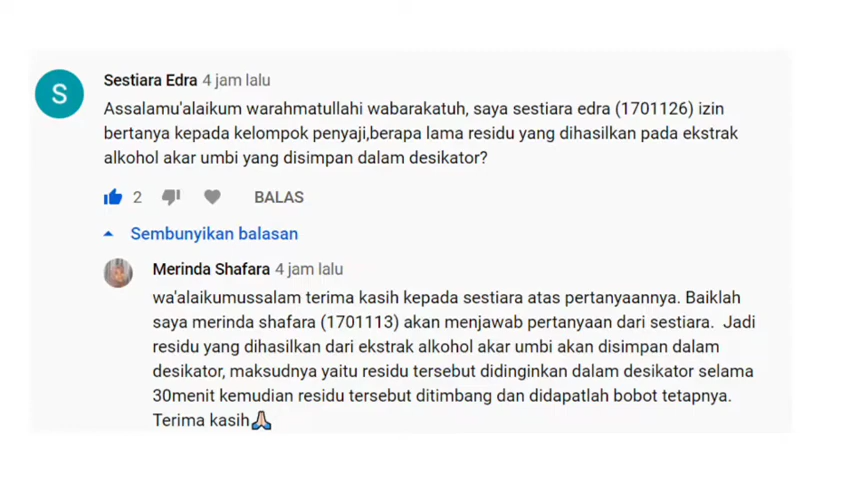 S
Sestiara Edra 4 jam lalu
Assalamu'alaikum warahmatullahi wabarakatuh, saya sestiara edra (1701126) izin
bertanya kepada kelompok penyaji,berapa lama residu yang dihasilkan pada ekstrak
alkohol akar umbi yang disimpan dalam desikator?
2 BALAS
Sembunyikan balasan
Merinda Shafara 4 jam lalu
wa'alaikumussalam terima kasih kepada sestiara atas pertanyaannya. Baiklah
saya merinda shafara (1701113) akan menjawab pertanyaan dari sestiara. Jadi
residu yang dihasilkan dari ekstrak alkohol akar umbi akan disimpan dalam
desikator, maksudnya yaitu residu tersebut didinginkan dalam desikator selama
30menit kemudian residu tersebut ditimbang dan didapatlah bobot tetapnya.
Terima kasih🙏🏻